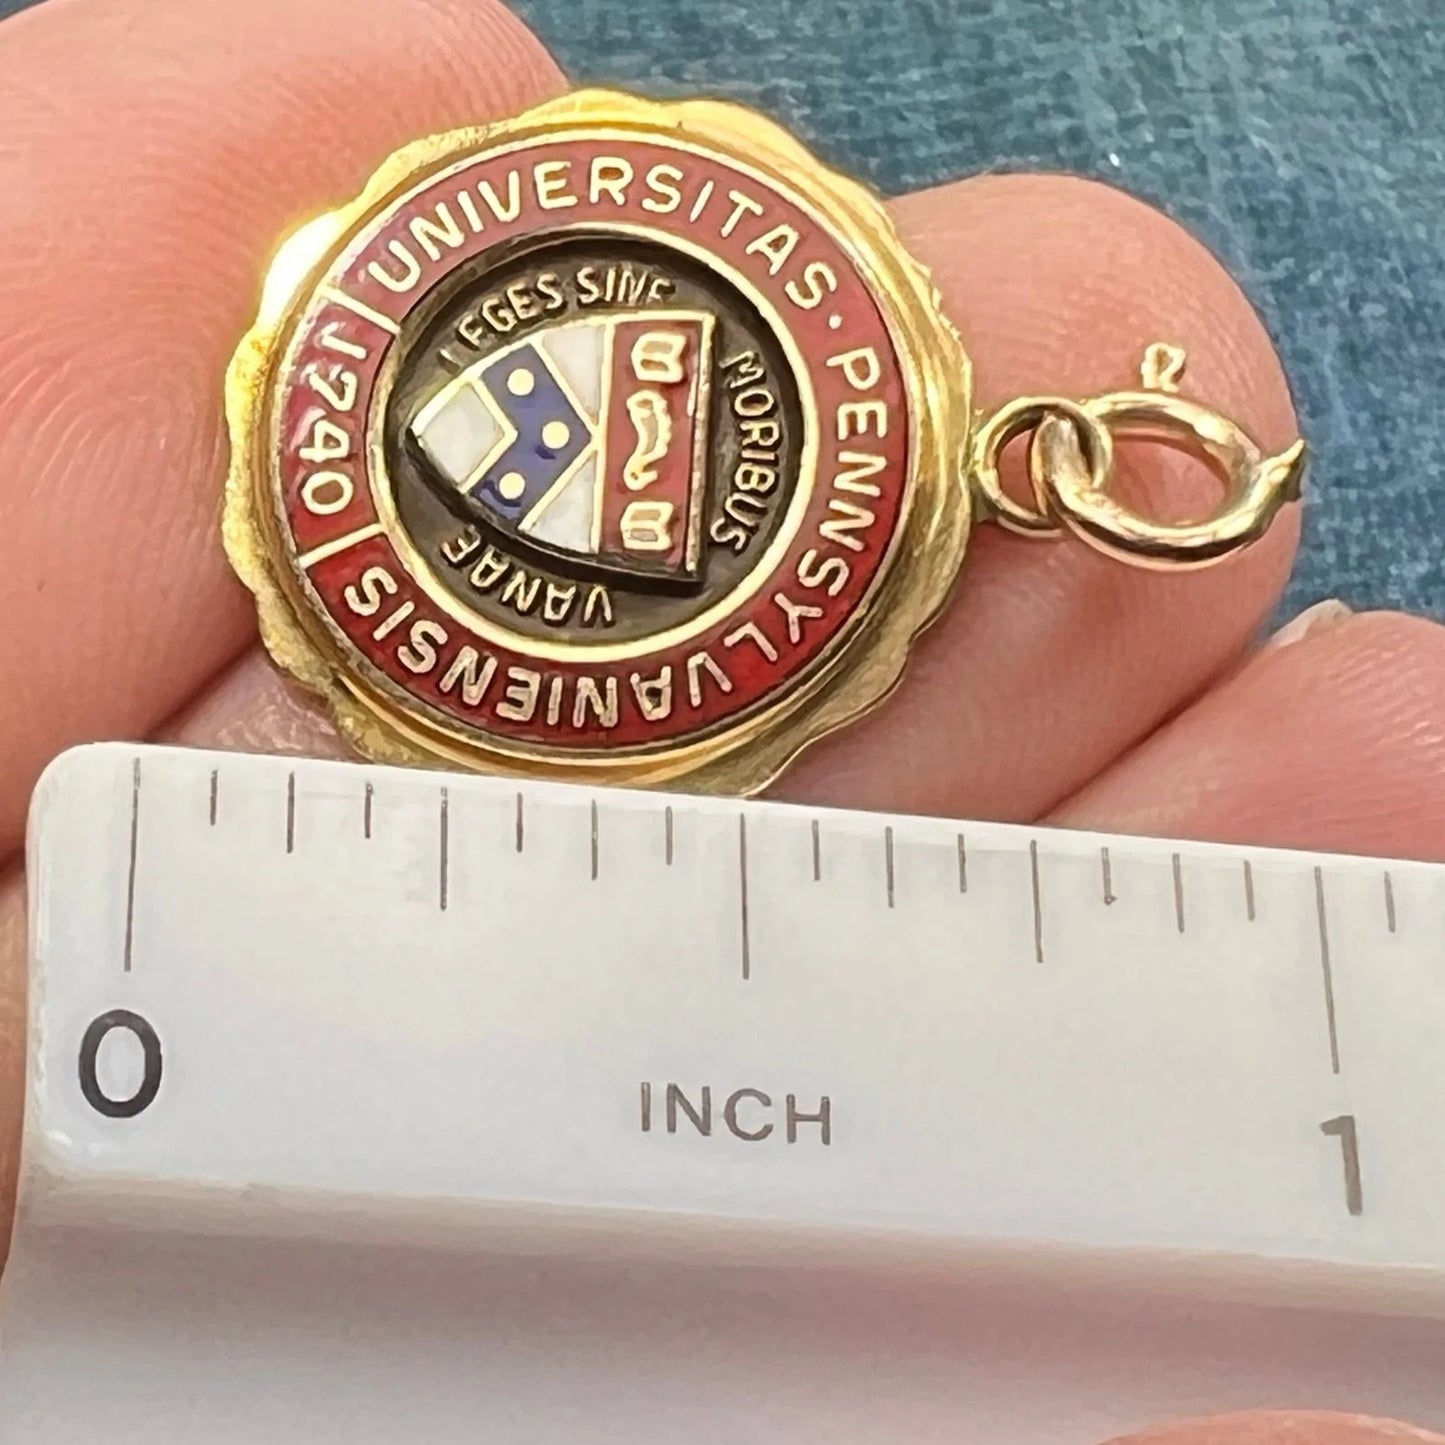 UNIVERSITAS · PENNSYLVANIENSIS
1740
LEGES SINE MORIBUS VANAE
0
INCH
1